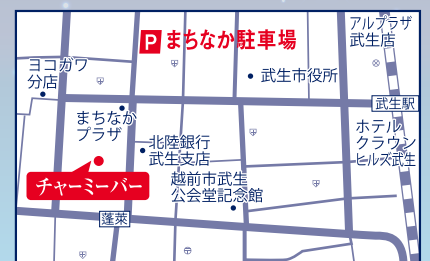 P まちなか駐車場
アルプラザ
武生店
ヨコガワ
分店
武生市役所
武生駅
まちなか
プラザ
北陸銀行
武生支店
ホテル
クラウン
ヒルズ武生
越前市武生
公会堂記念館
チャーミーバー
蓬莱